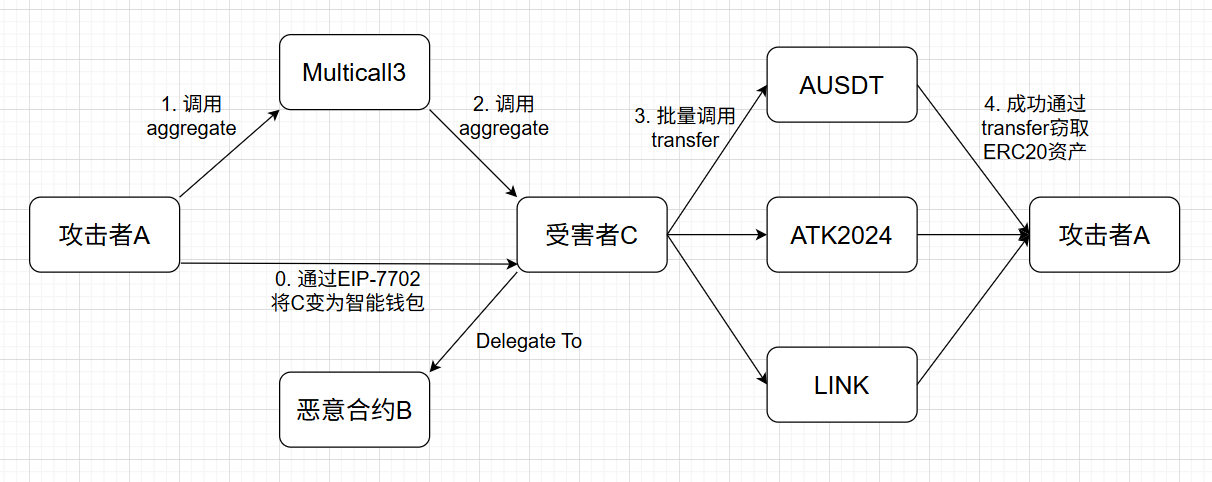 Multicall3
AUSDT
1. 调用
aggregate
2. 调用
aggregate
3. 批量调用
transfer
4. 成功通过
transfer窃取
ERC20资产
攻击者A
受害者C
ATK2024
攻击者A
0. 通过EIP-7702
将C变为智能钱包
Delegate To
LINK
恶意合约B